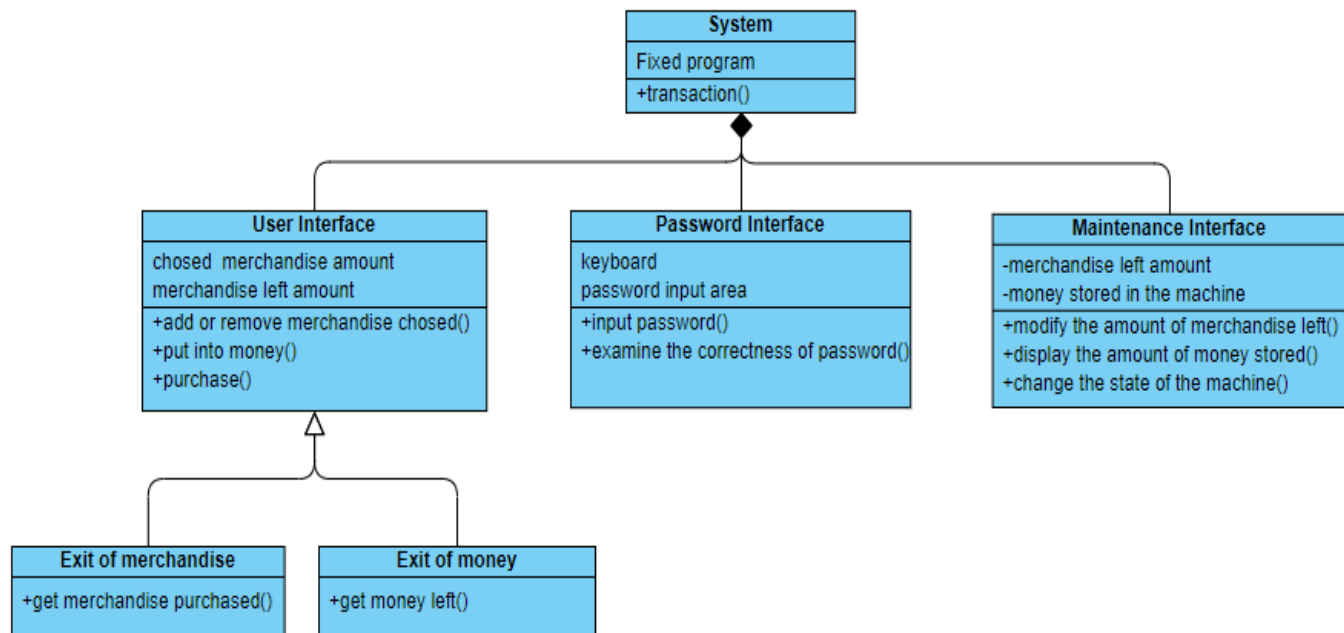 System
Fixed program
+transaction()
User Interface
chosed merchandise amount
merchandise left amount
+add or remove merchandise chosed()
+put into money()
+purchase()
Password Interface
keyboard
password input area
+input password()
+examine the correctness of password()
Maintenance Interface
-merchandise left amount
-money stored in the machine
+modify the amount of merchandise left()
+display the amount of money stored()
+change the state of the machine()
Exit of merchandise
+get merchandise purchased()
Exit of money
+get money left()